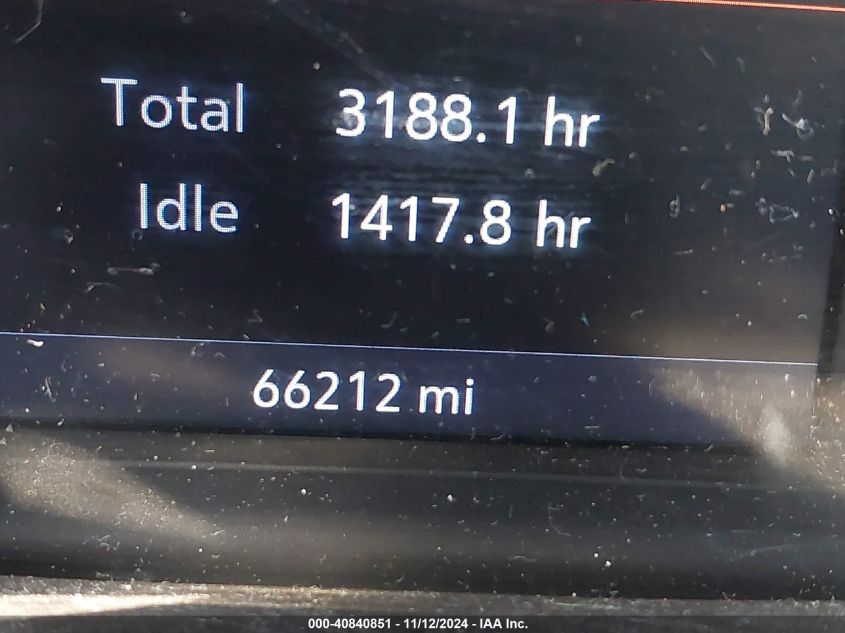 Total 3188.1 hr
Idle 1417.8 hr
66212 mi
000-40840851 - 11/12/2024 - IAA Inc.